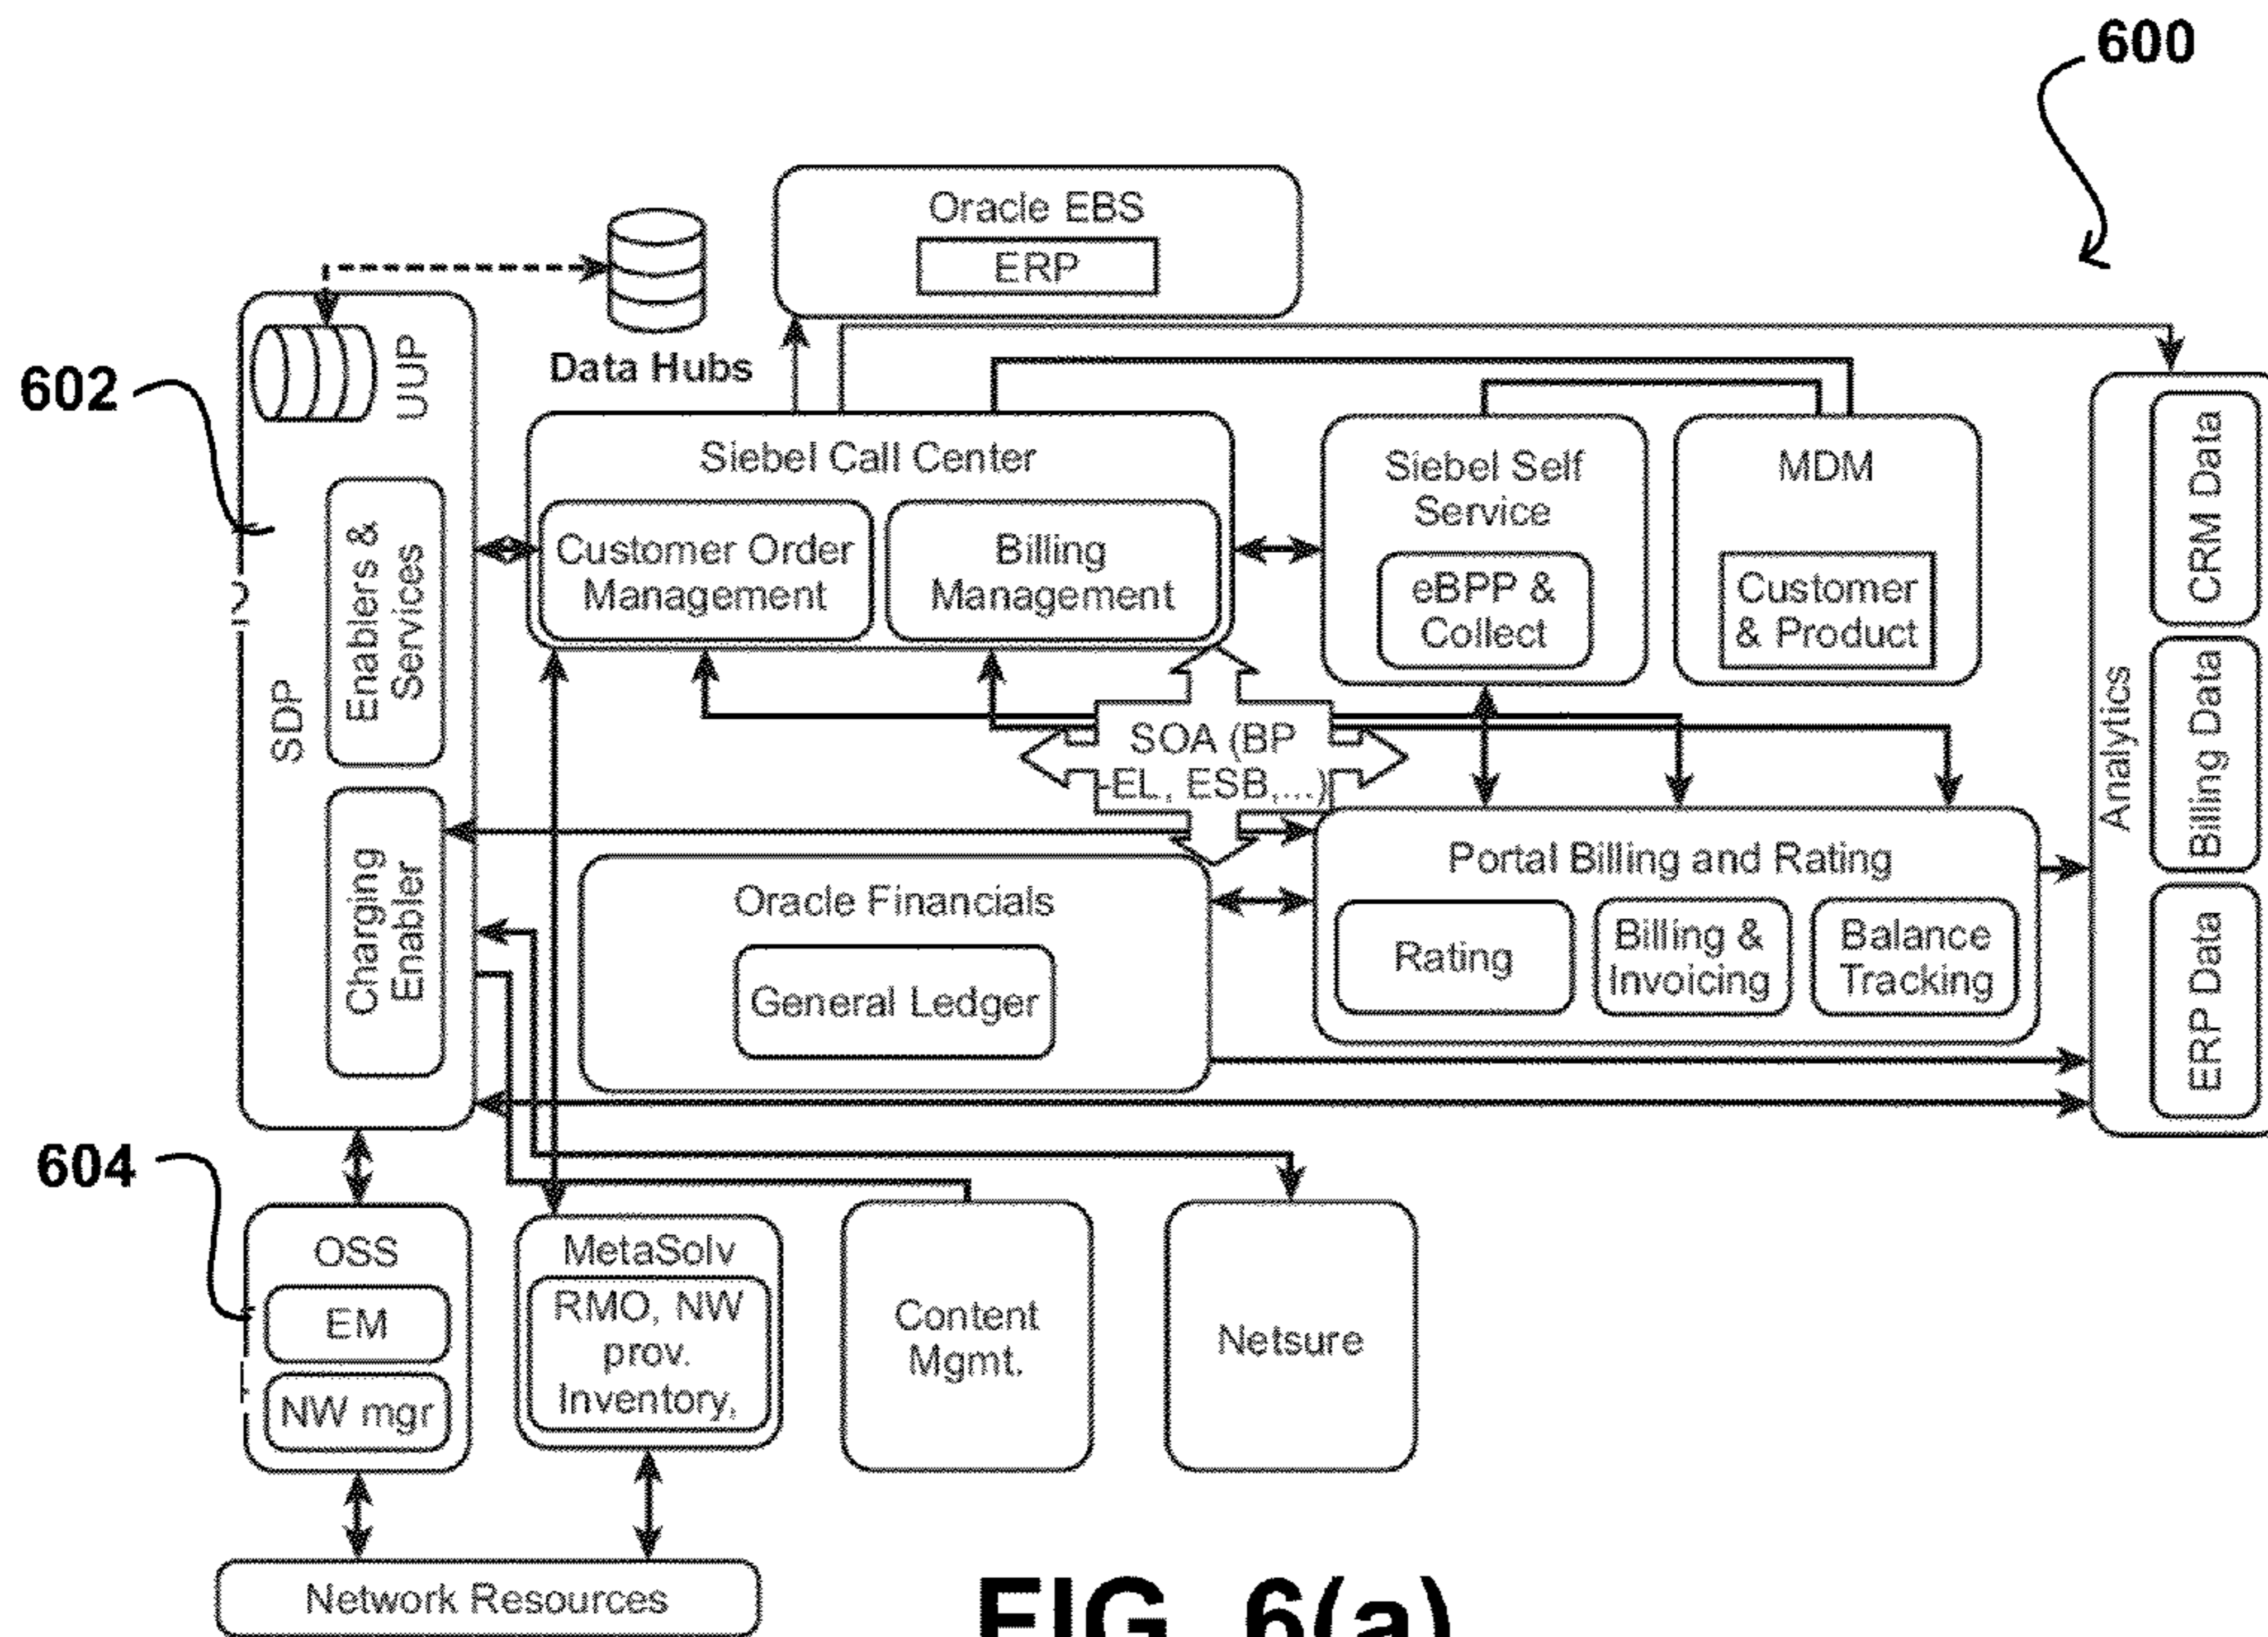 600
Oracle EBS
ERP
Data Hubs
602
UUP
SDP
Enablers &
Services
Charging
Enabler
Siebel Call Center
Customer Order
Management
Billing
Management
Siebel Self
Service
eBPP &
Collect
MDM
Customer
& Product
SOA (BP
-EL, ESB,...)
Analytics
CRM Data
Billing Data
ERP Data
Oracle Financials
General Ledger
Portal Billing and Rating
Rating
Billing &
Invoicing
Balance
Tracking
604
OSS
EM
NW mgr
MetaSolv
RMO, NW
prov.
Inventory,
Content
Mgmt.
Netsure
Network Resources
FIG. 6(a)